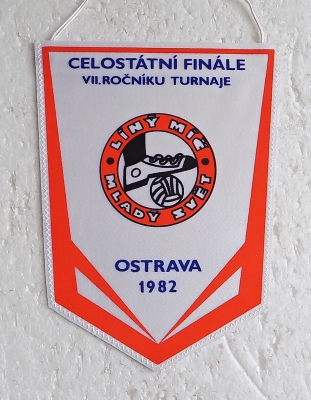 CELOSTÁTNÍ FINÁLE
VII.ROČNÍKU TURNAJE
LÍNÝ MÍČ
MLADÝ SVĚT
OSTRAVA
1982